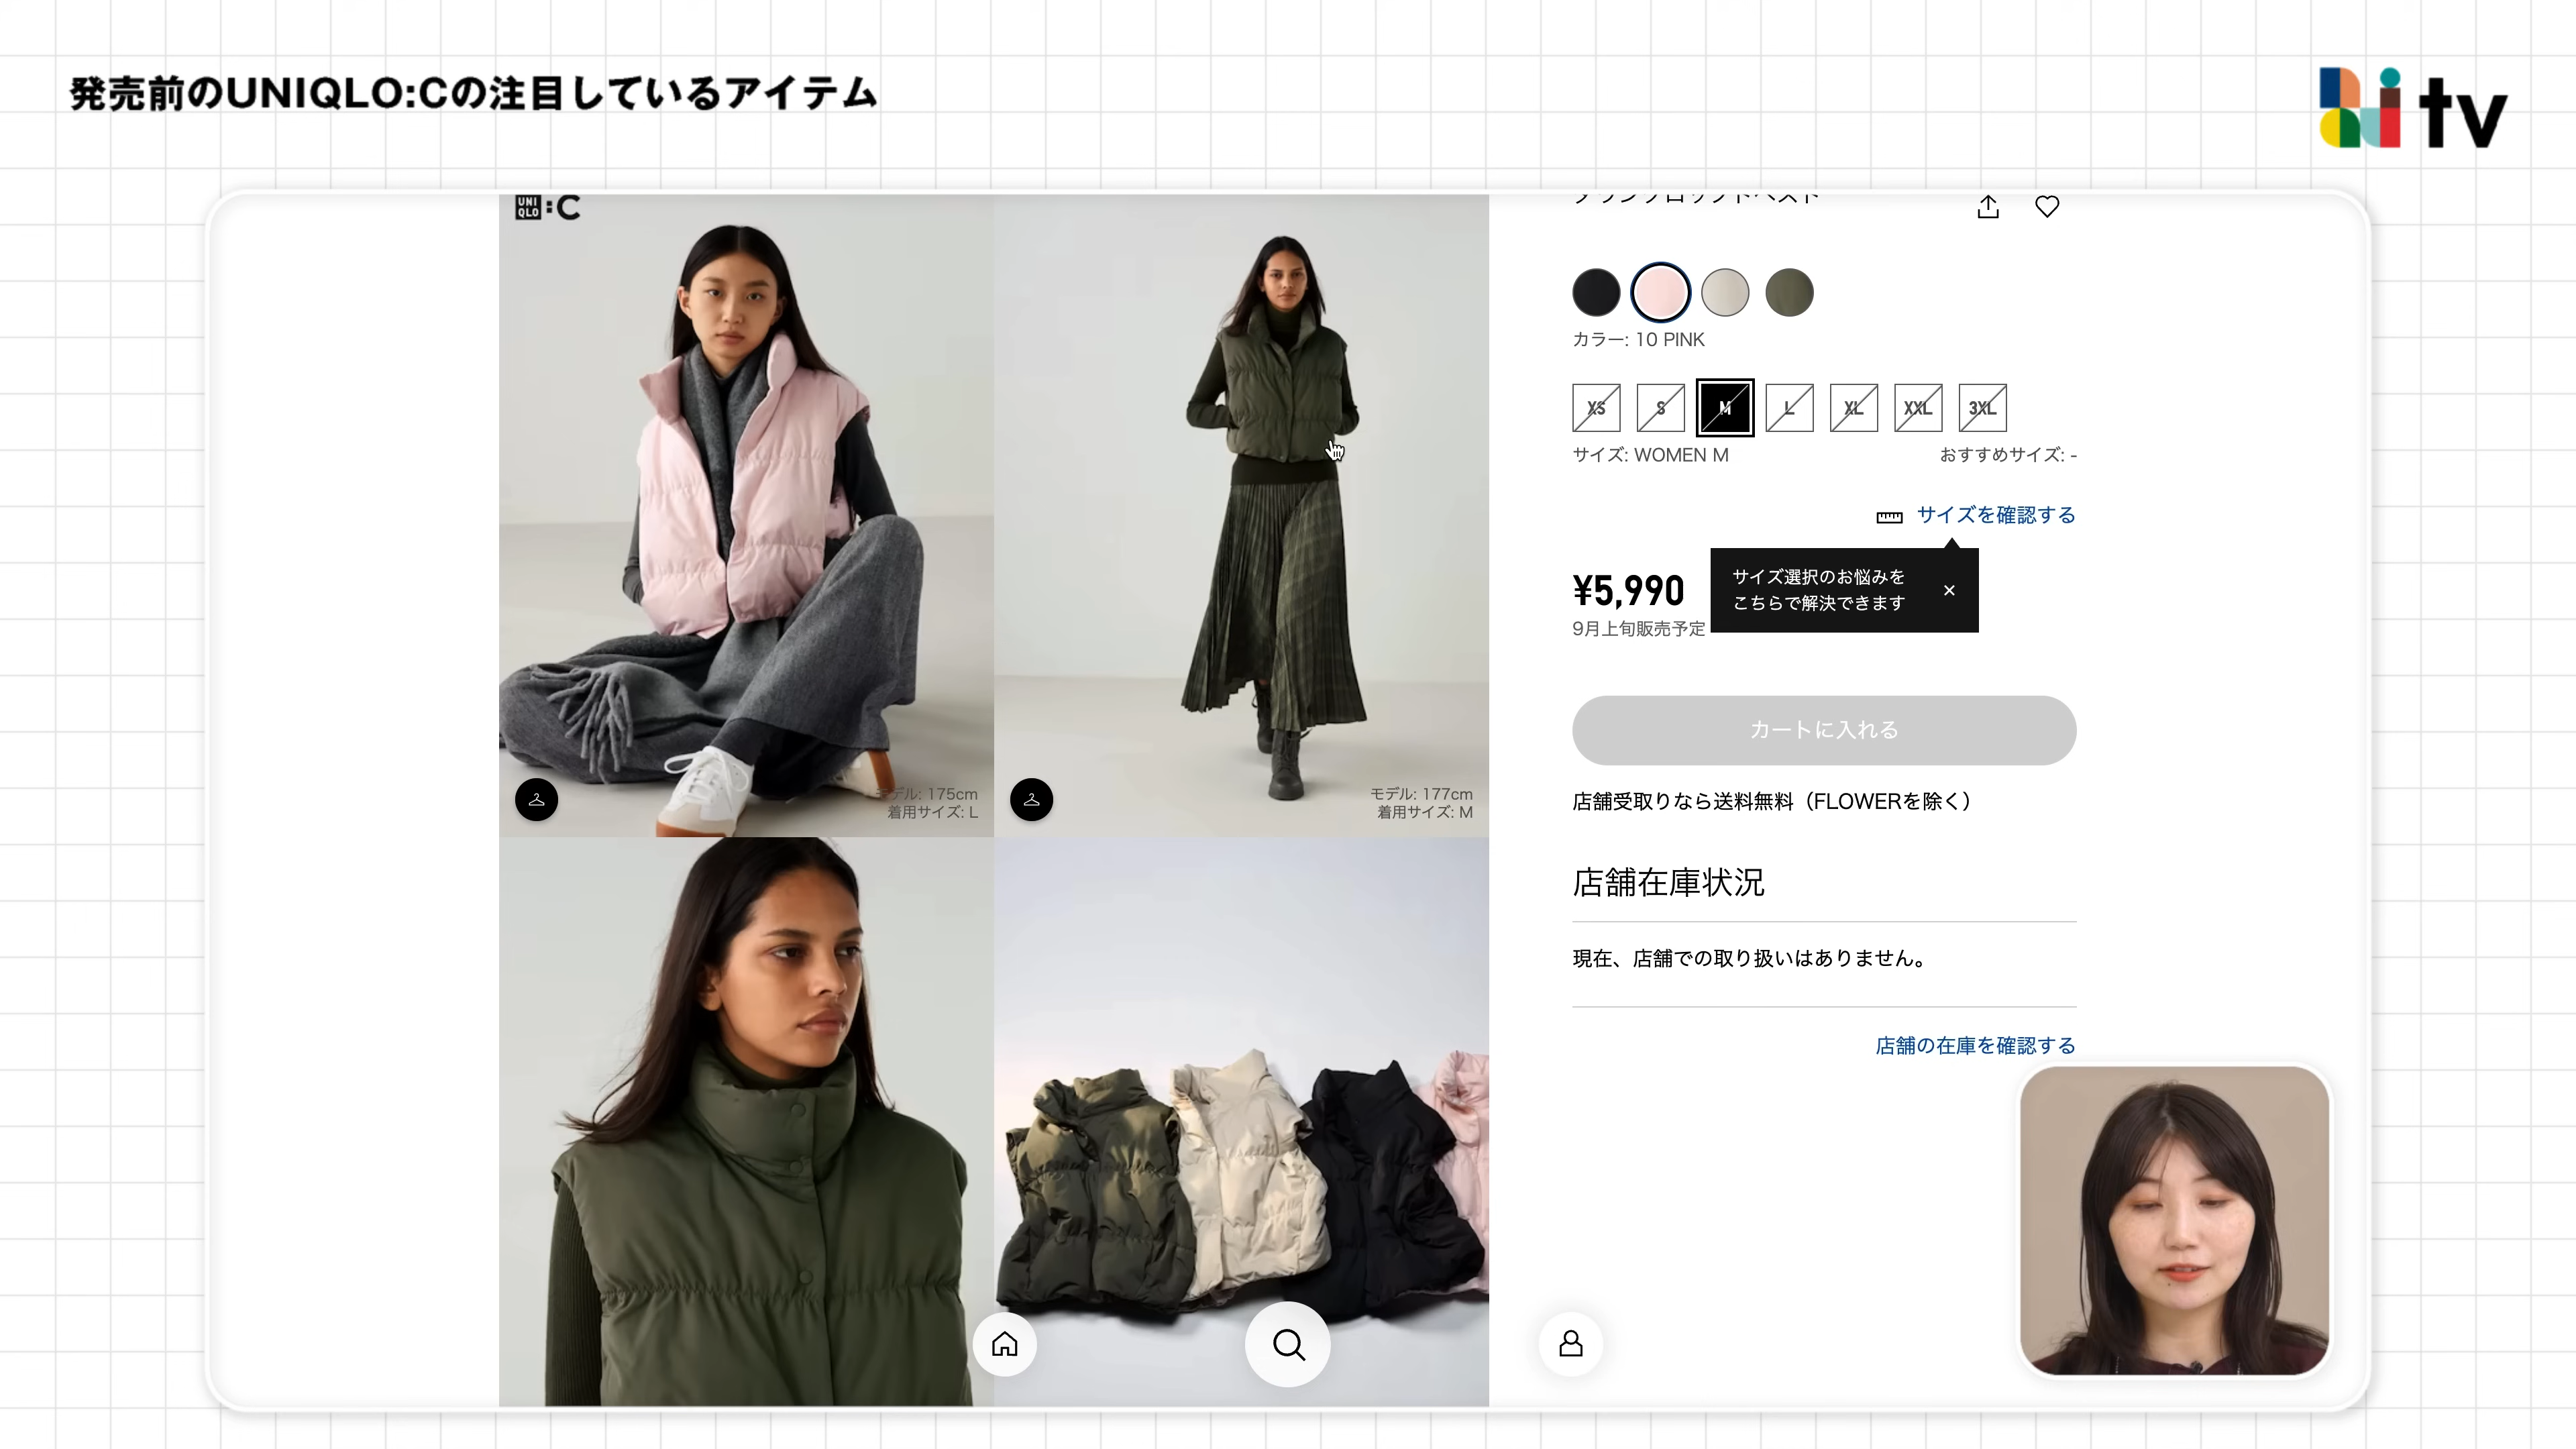 発売前のUNIQLO:Cの注目しているアイテム
tv
UNI
QLO
:C
カラー: 10 PINK
XS
S
M
L
XL
XXL
3XL
サイズ: WOMEN M
おすすめサイズ: -
サイズを確認する
サイズ選択のお悩みを
こちらで解決できます
¥5,990
9月上旬販売予定
カートに入れる
モデル: 175cm
着用サイズ: L
モデル: 177cm
着用サイズ: M
店舗受取りなら送料無料（FLOWERを除く）
店舗在庫状況
現在、店舗での取り扱いはありません。
店舗の在庫を確認する